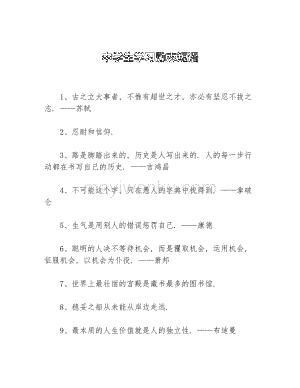 中学生学习励志短语
1、古之立大事者，不惟有超世之才，亦必有坚忍不拔之
志。——苏轼
2、忍耐和信仰.
3、路是脚踏出来的，历史是人写出来的. 人的每一步行
动都在书写自己的历史. ——吉鸿昌
4、不可能这个字，只在愚人的字典中找得到 ——拿破
仑
5、生气是用别人的错误惩罚自己. ——康德
6、聪明的人决不等待机会，而是攫取机会，运用机会，
征服机会，以机会为仆役. ——萧邦
7、世界上最壮丽的宫殿是藏书最多的图书馆.
8、稳妥之船从未能从岸边走远.
9、最本质的人生价值就是人的独立性. ——布迪曼